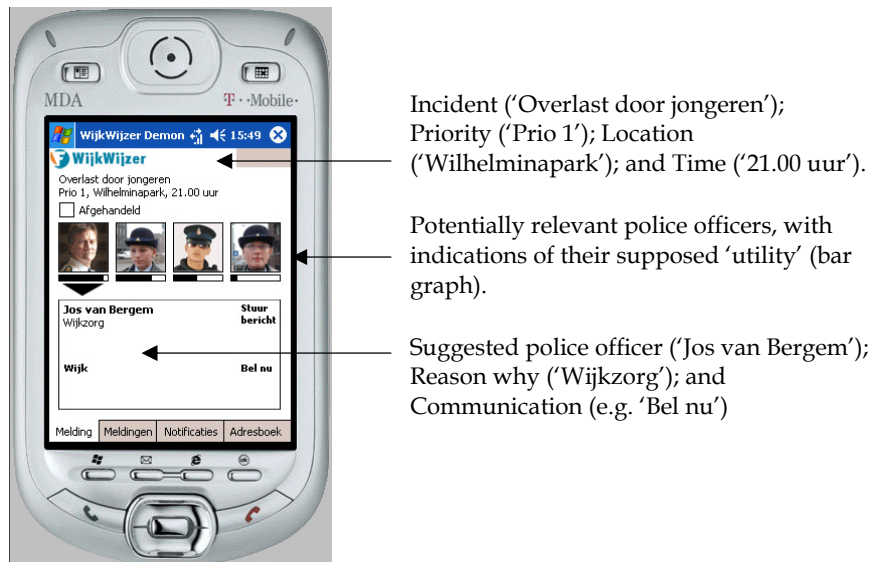 MDA
T··Mobile·
WijkWijzer Demon 15:49
WijkWijzer
Overlast door jongeren
Prio 1, Wilhelminapark, 21.00 uur
Afgehandeld
Jos van Bergem
Wijkzorg
Stuur
bericht
Wijk
Bel nu
Melding Meldingen Notificaties Adresboek
ok
Incident (‘Overlast door jongeren’);
Priority (‘Prio 1’); Location
(‘Wilhelminapark’); and Time (‘21.00 uur’).
Potentially relevant police officers, with
indications of their supposed ‘utility’ (bar
graph).
Suggested police officer (‘Jos van Bergem’);
Reason why (‘Wijkzorg’); and
Communication (e.g. ‘Bel nu’)